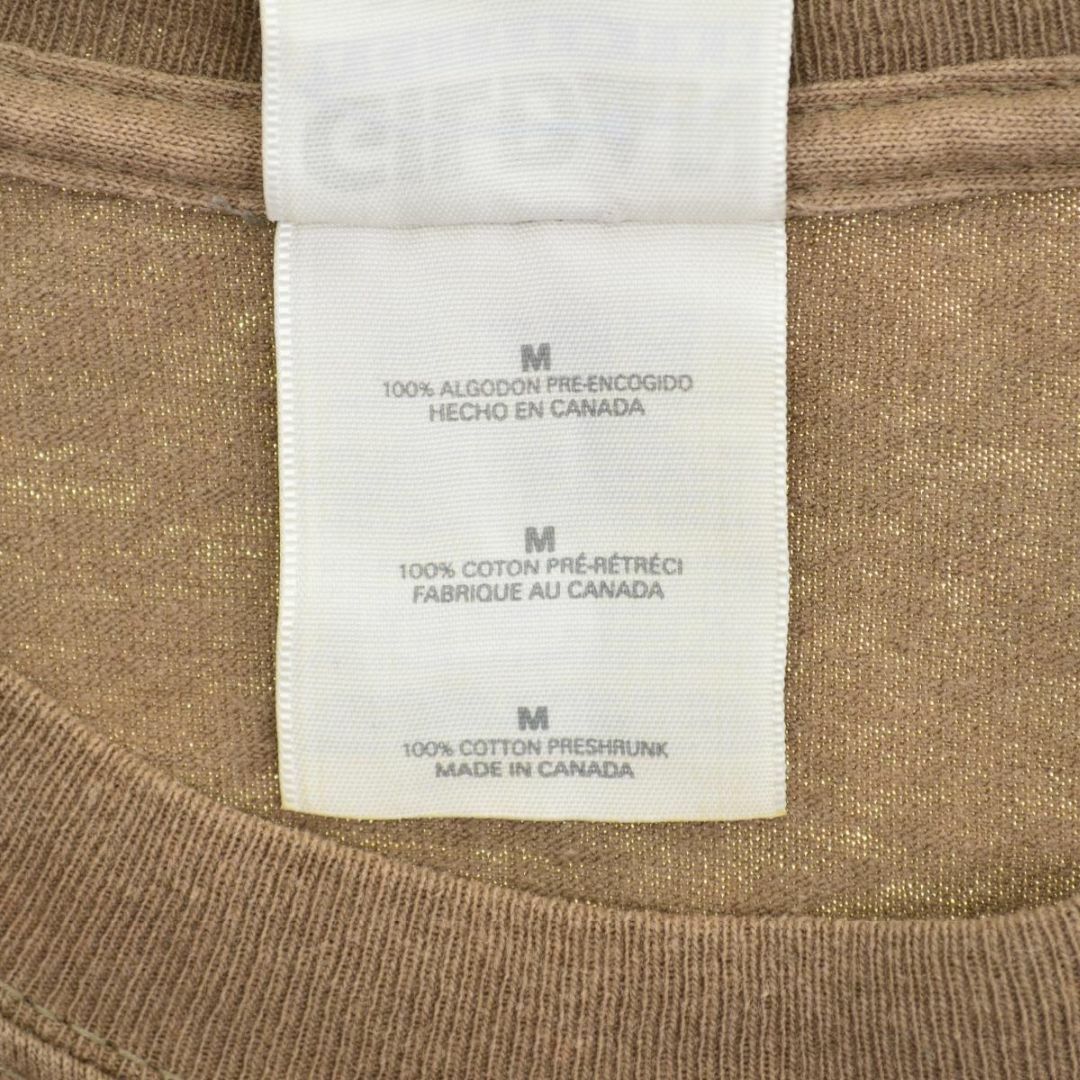 M
100% ALGODON PRE-ENCOGIDO
HECHO EN CANADA
M
100% COTON PRÉ-RÉTRÉCI
FABRIQUE AU CANADA
M
100% COTTON PRESHRUNK
MADE IN CANADA